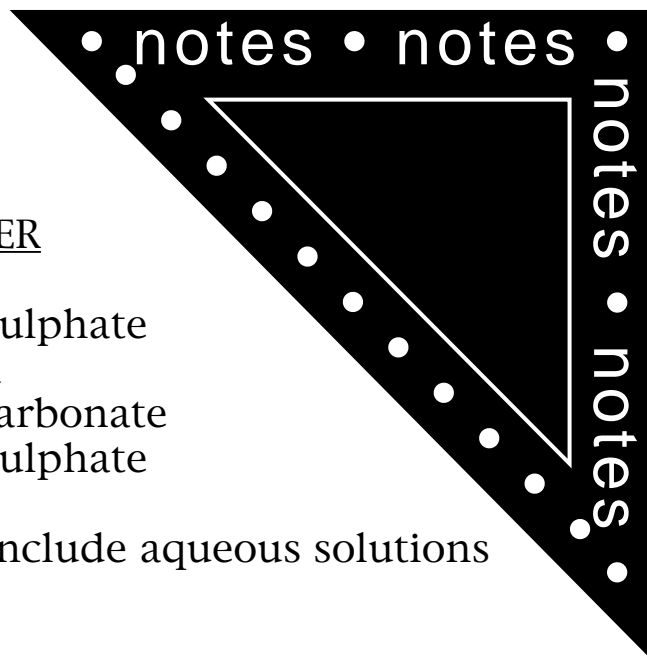 • notes • notes •
notes • notes •
ER
ulphate
arbonate
ulphate
nclude aqueous solutions